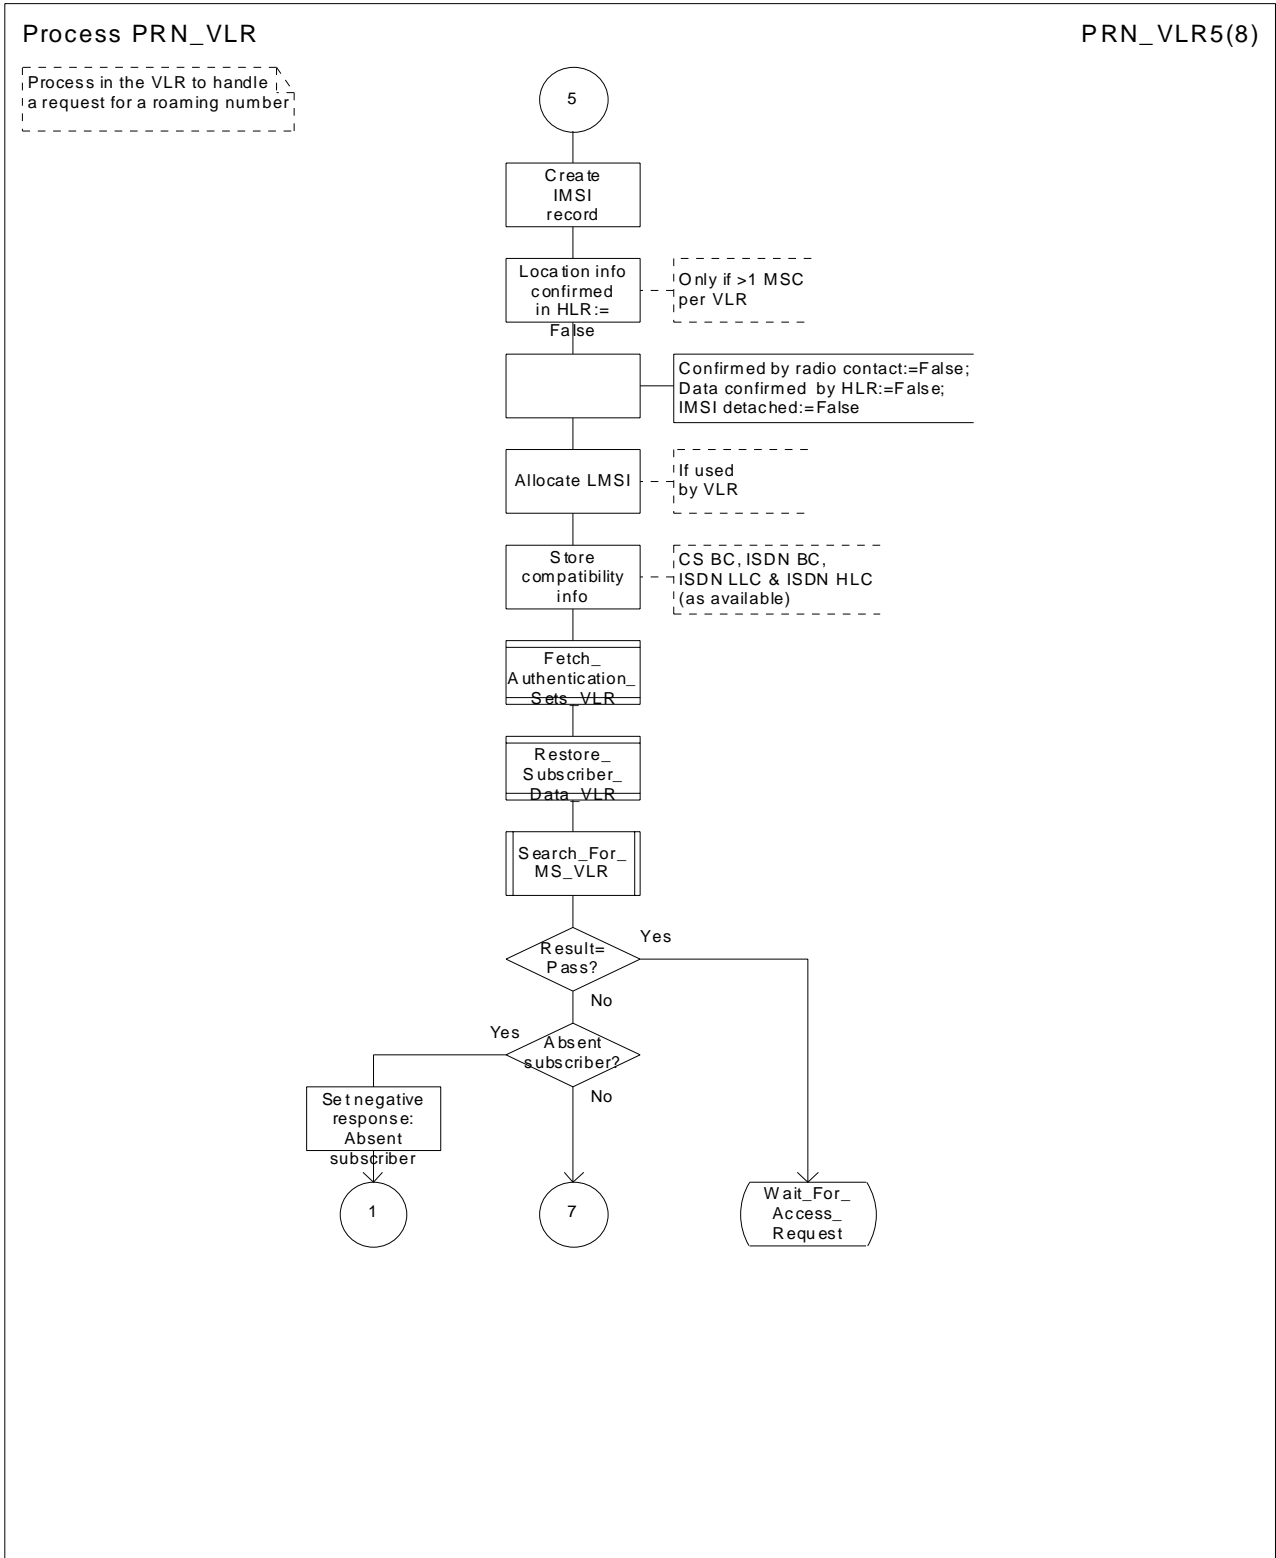 Process PRN_VLR
PRN_VLR5(8)
Process in the VLR to handle
a request for a roaming number
5
Create
IMSI
record
Location info
confirmed
in HLR:=
False
Only if >1 MSC
per VLR
Confirmed by radio contact:=False;
Data confirmed by HLR:=False;
IMSI detached:=False
Allocate LMSI
If used
by VLR
Store
compatibility
info
CS BC, ISDN BC,
ISDN LLC & ISDN HLC
(as available)
Fetch_
Authentication_
Sets_VLR
Restore_
Subscriber_
Data_VLR
Search_For_
MS_VLR
Result=
Pass?
Yes
No
Absent
subscriber?
Yes
No
Set negative
response:
Absent
subscriber
1
7
Wait_For_
Access_
Request